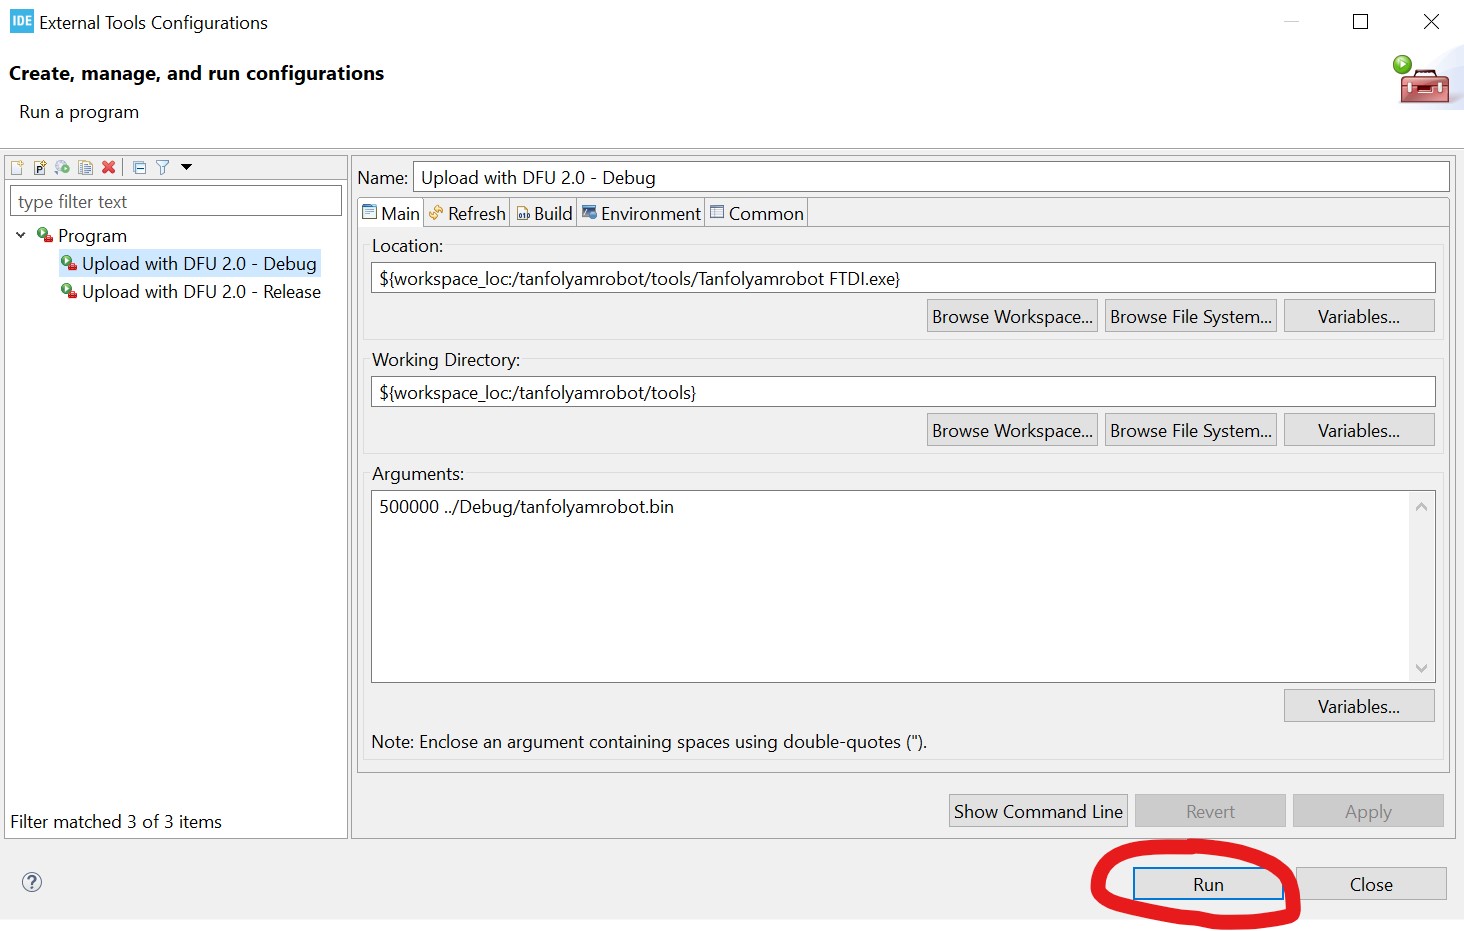 IDE External Tools Configurations
Create, manage, and run configurations
Run a program
type filter text
Program
Upload with DFU 2.0 - Debug
Upload with DFU 2.0 - Release
Filter matched 3 of 3 items
Name: Upload with DFU 2.0 - Debug
Main Refresh Build Environment Common
Location:
${workspace_loc:/tanfolyamrobot/tools/Tanfolyamrobot FTDI.exe}
Browse Workspace... Browse File System... Variables...
Working Directory:
${workspace_loc:/tanfolyamrobot/tools}
Browse Workspace... Browse File System... Variables...
Arguments:
500000 ../Debug/tanfolyamrobot.bin
Variables...
Note: Enclose an argument containing spaces using double-quotes (").
Show Command Line Revert Apply
? Run Close